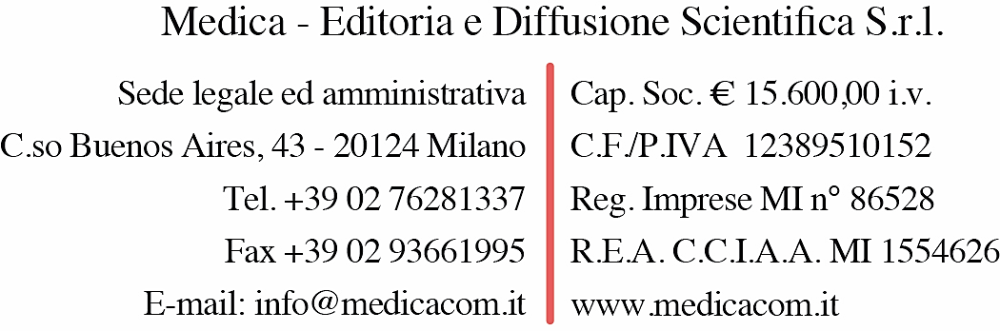 Medica - Editoria e Diffusione Scientifica S.r.l.
Sede legale ed amministrativa
C.so Buenos Aires, 43 - 20124 Milano
Tel. +39 02 76281337
Fax +39 02 93661995
E-mail: info@medicacom.it
Cap. Soc. € 15.600,00 i.v.
C.F./P.IVA 12389510152
Reg. Imprese MI n° 86528
R.E.A. C.C.I.A.A. MI 1554626
www.medicacom.it